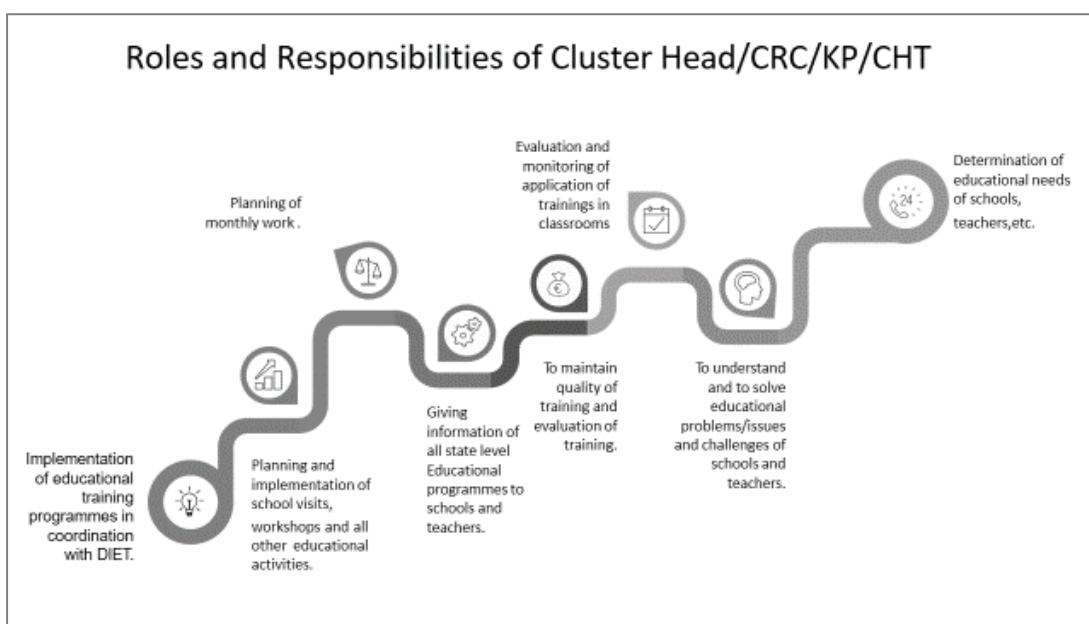 Roles and Responsibilities of Cluster Head/CRC/KP/CHT
Implementation
of educational
training
programmes in
coordination
with DIET.
Planning and
implementation of
school visits,
workshops and all
other educational
activities.
Planning of
monthly work .
Giving
information of
all state level
Educational
programmes to
schools and
teachers.
To maintain
quality of
training and
evaluation of
training.
Evaluation and
monitoring of
application of
trainings in
classrooms
To understand
and to solve
educational
problems/issues
and challenges of
schools and
teachers.
Determination of
educational needs
of schools,
teachers,etc.
24
€